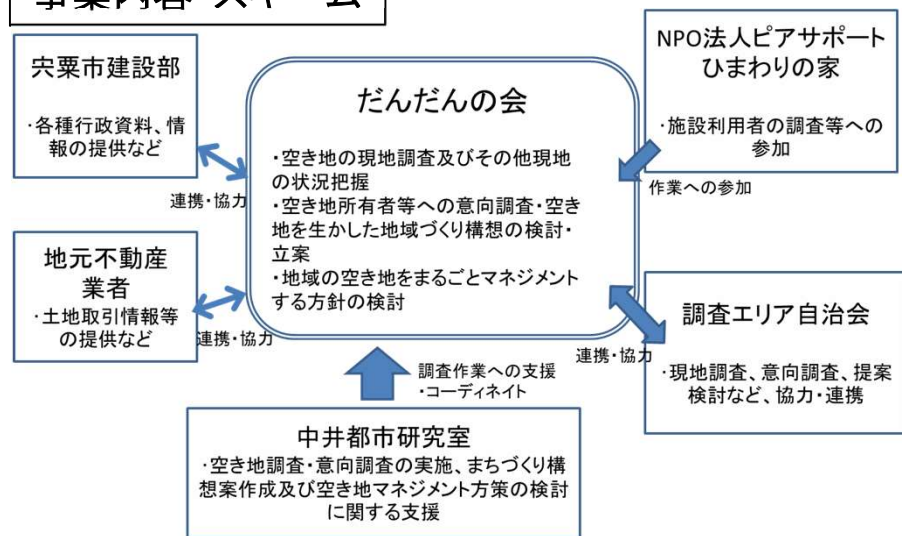 事業内容・スキーム
宍粟市建設部
・各種行政資料、情
報の提供など
連携・協力
地元不動産
業者
・土地取引情報等
の提供など
連携・協力
だんだんの会
・空き地の現地調査及びその他現地
の状況把握
・空き地所有者等への意向調査・空き
地を生かした地域づくり構想の検討・
立案
・地域の空き地をまるごとマネジメント
する方針の検討
NPO法人ピアサポート
ひまわりの家
・施設利用者の調査等への
参加
作業への参加
調査エリア自治会
・現地調査、意向調査、提案
検討など、協力・連携
連携・協力
調査作業への支援
・コーディネイト
中井都市研究室
・空き地調査・意向調査の実施、まちづくり構
想案作成及び空き地マネジメント方策の検討
に関する支援